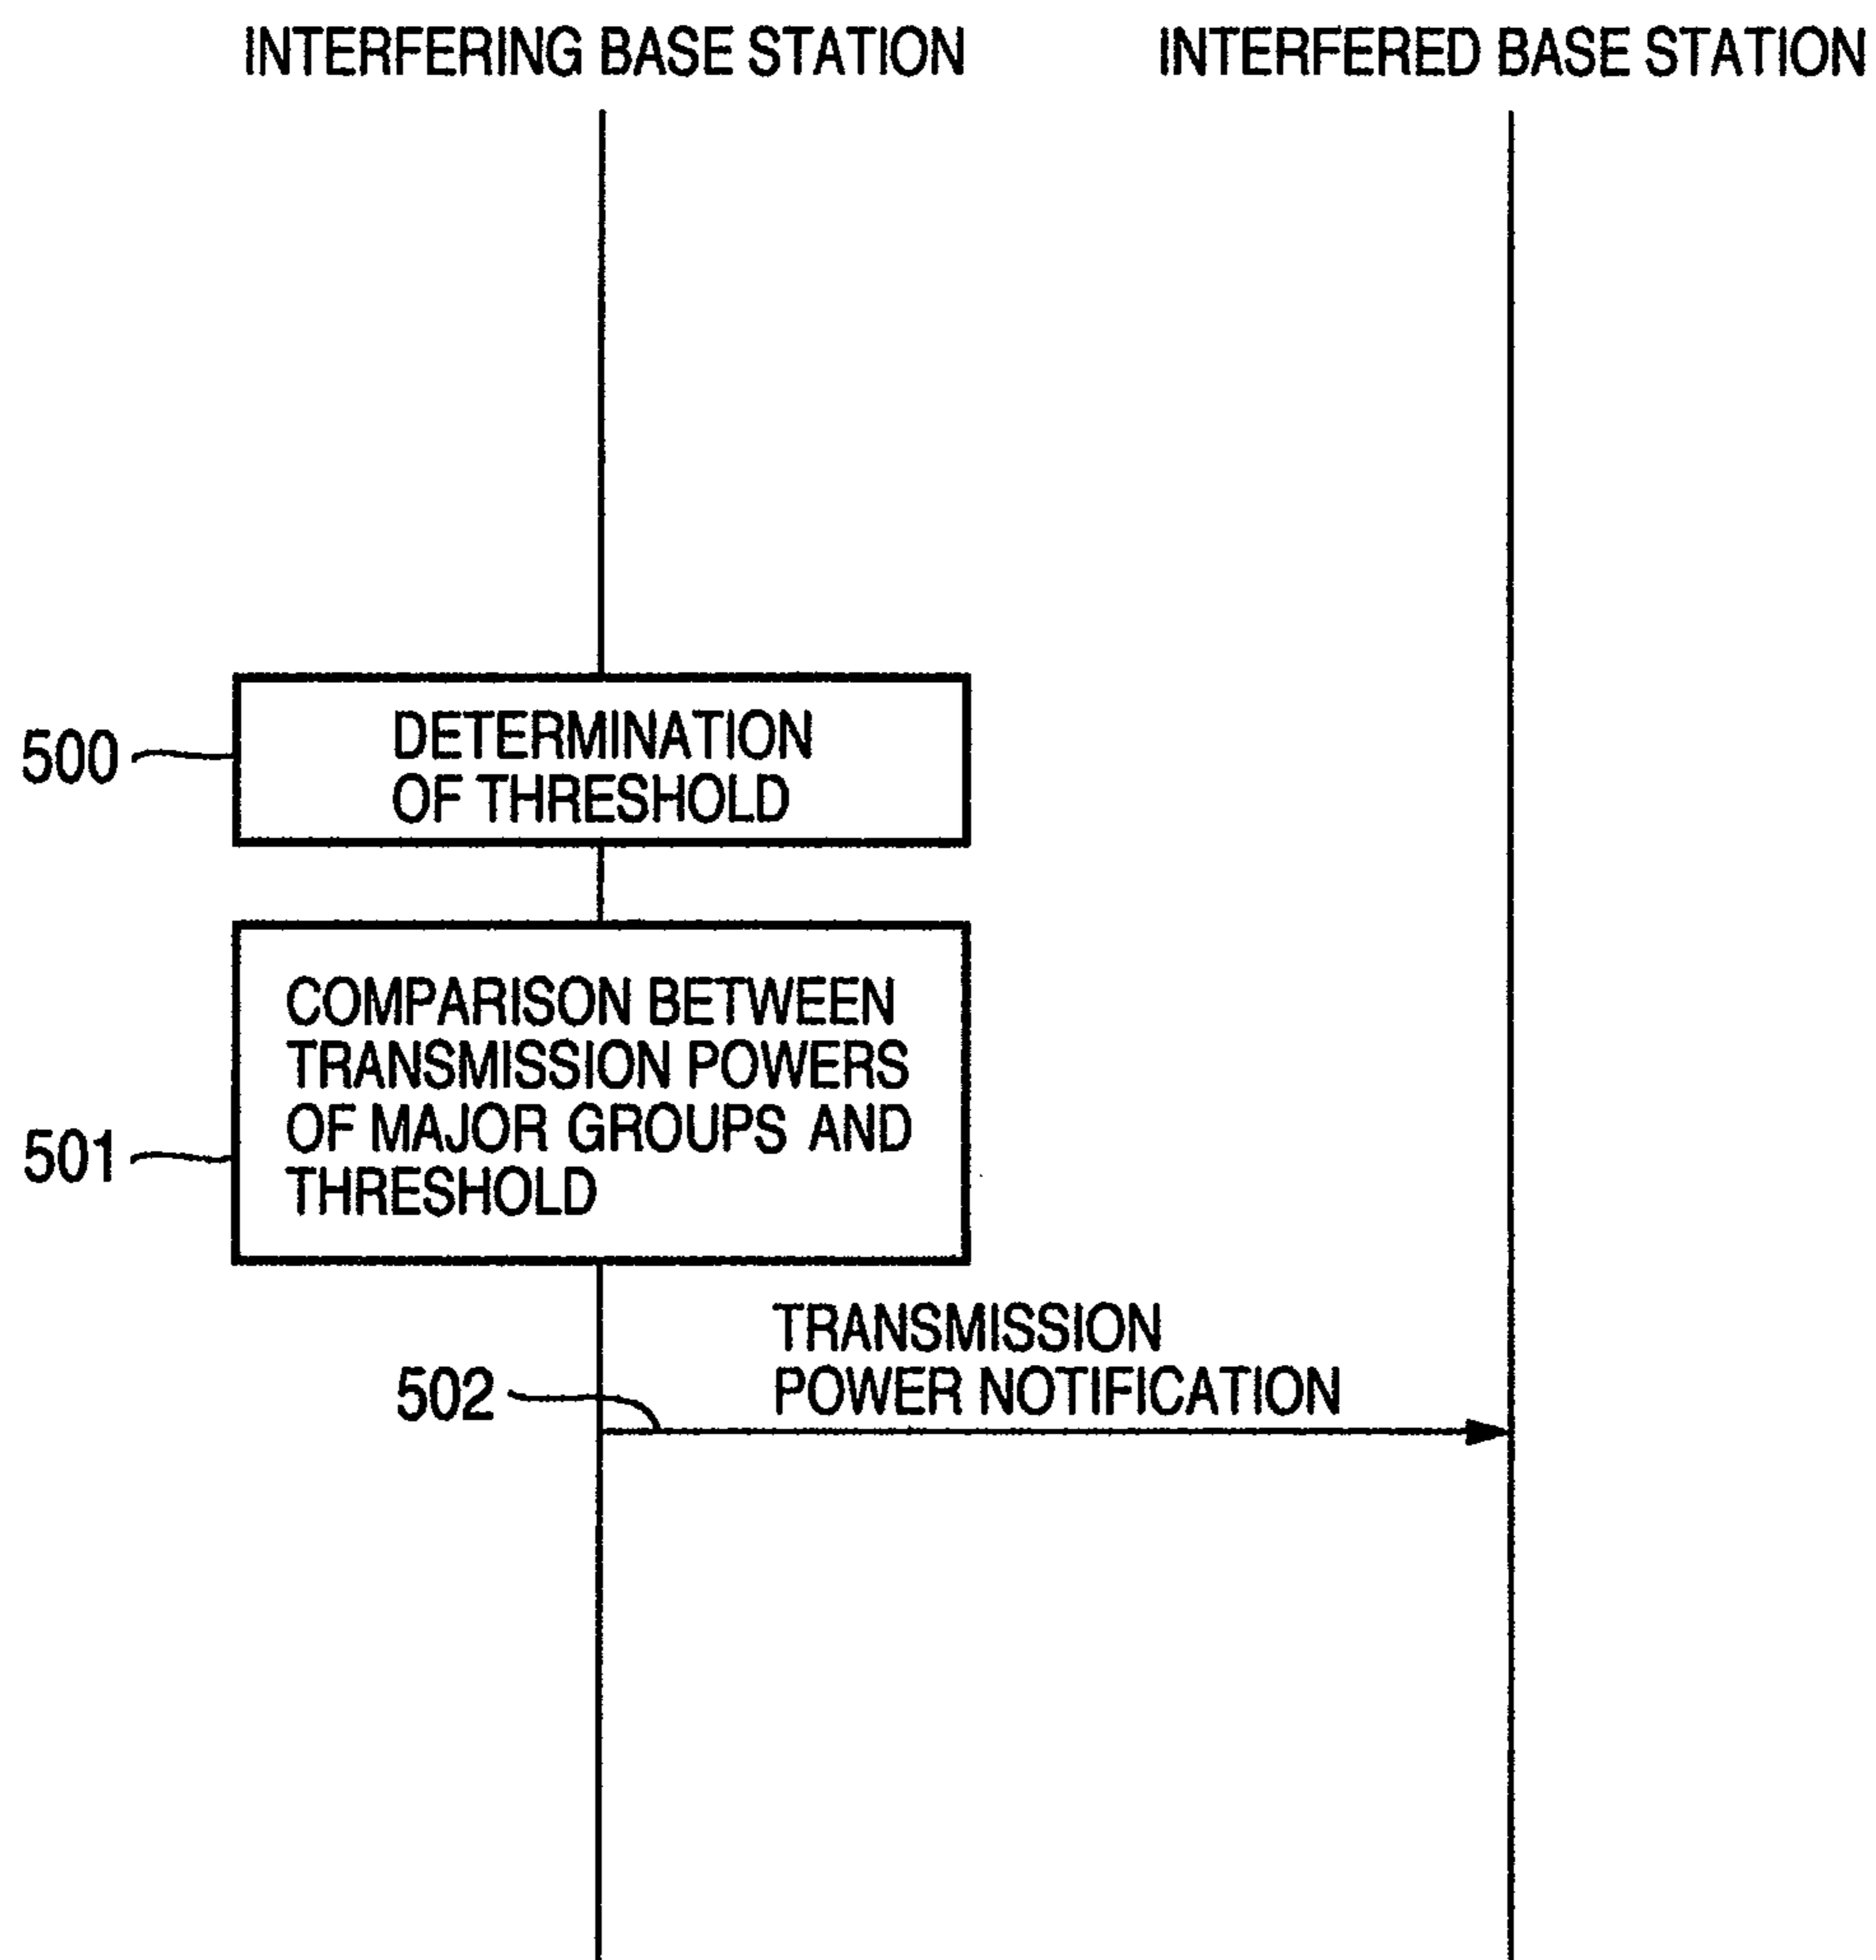 INTERFERING BASE STATION
INTERFERED BASE STATION
500
DETERMINATION
OF THRESHOLD
501
COMPARISON BETWEEN
TRANSMISSION POWERS
OF MAJOR GROUPS AND
THRESHOLD
502
TRANSMISSION
POWER NOTIFICATION